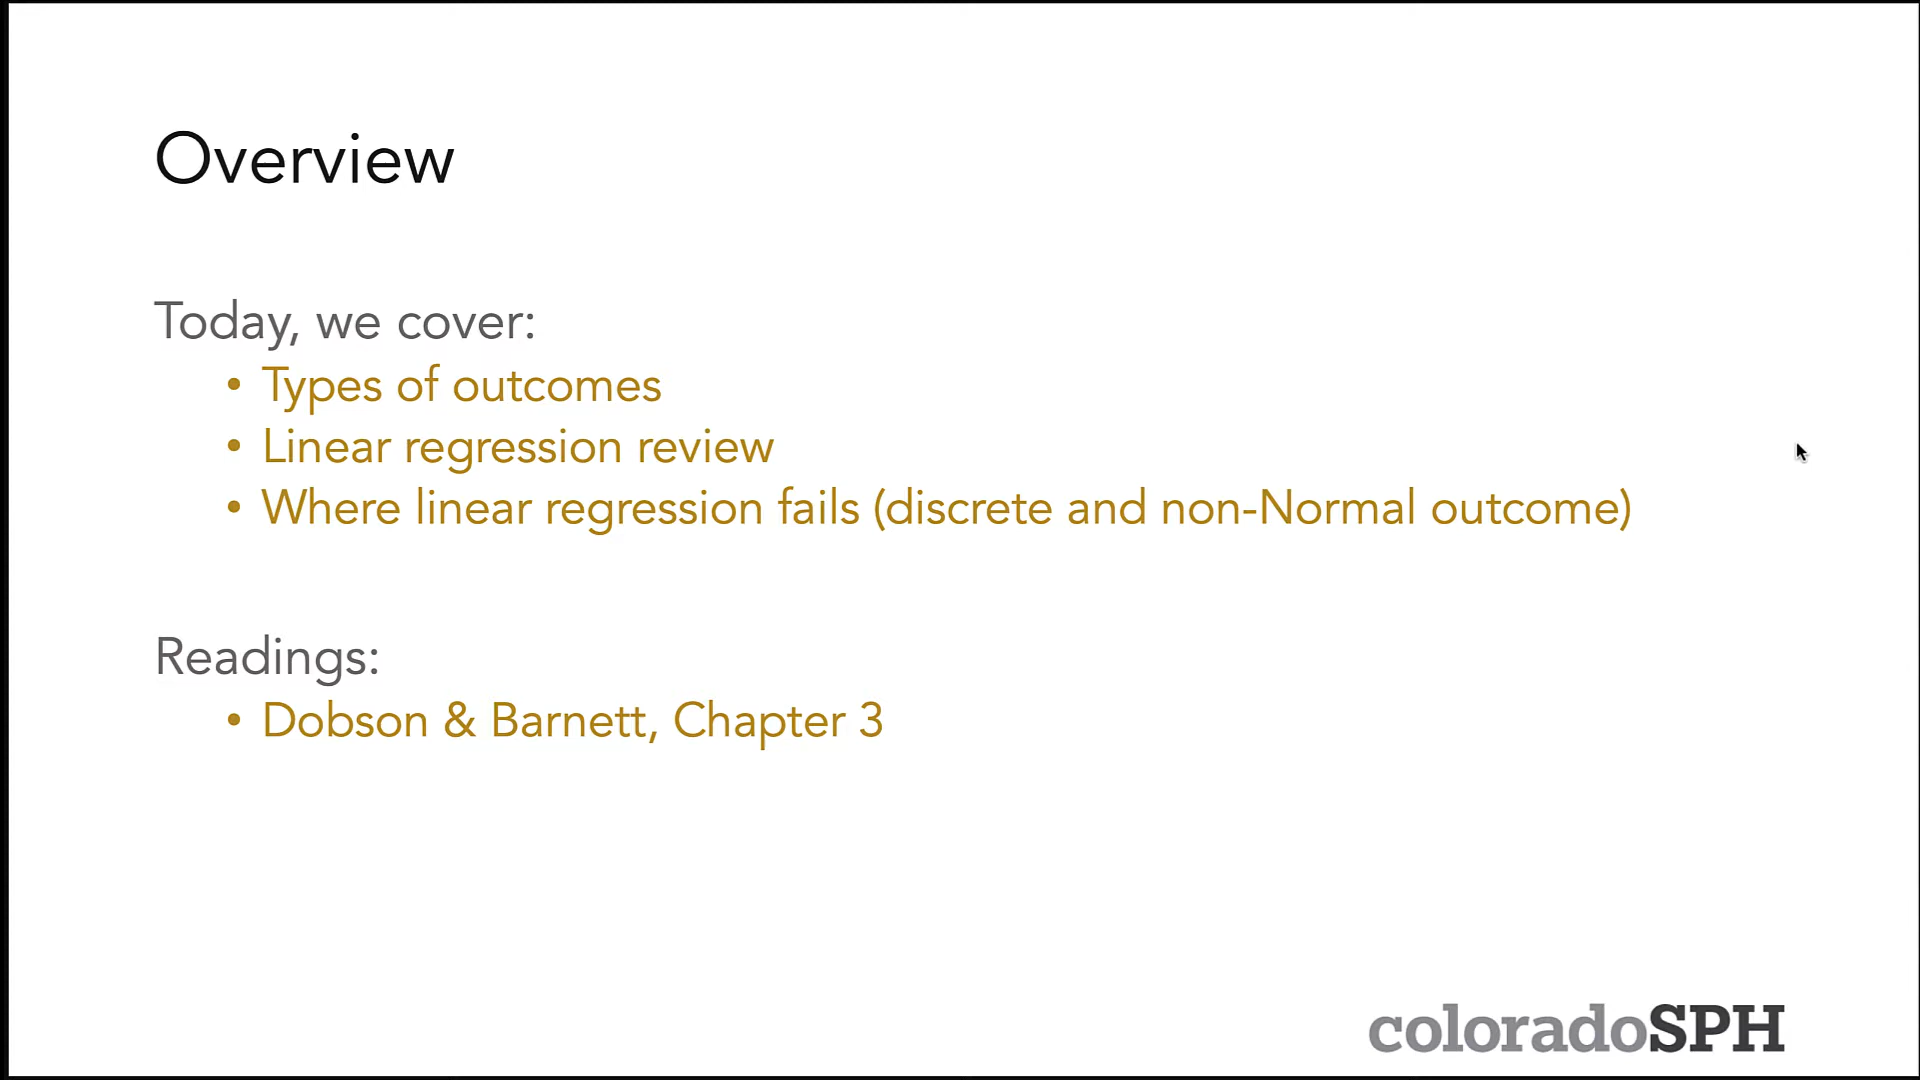 Overview
Today, we cover:
• Types of outcomes
• Linear regression review
• Where linear regression fails (discrete and non-Normal outcome)
Readings:
• Dobson & Barnett, Chapter 3
coloradoSPH